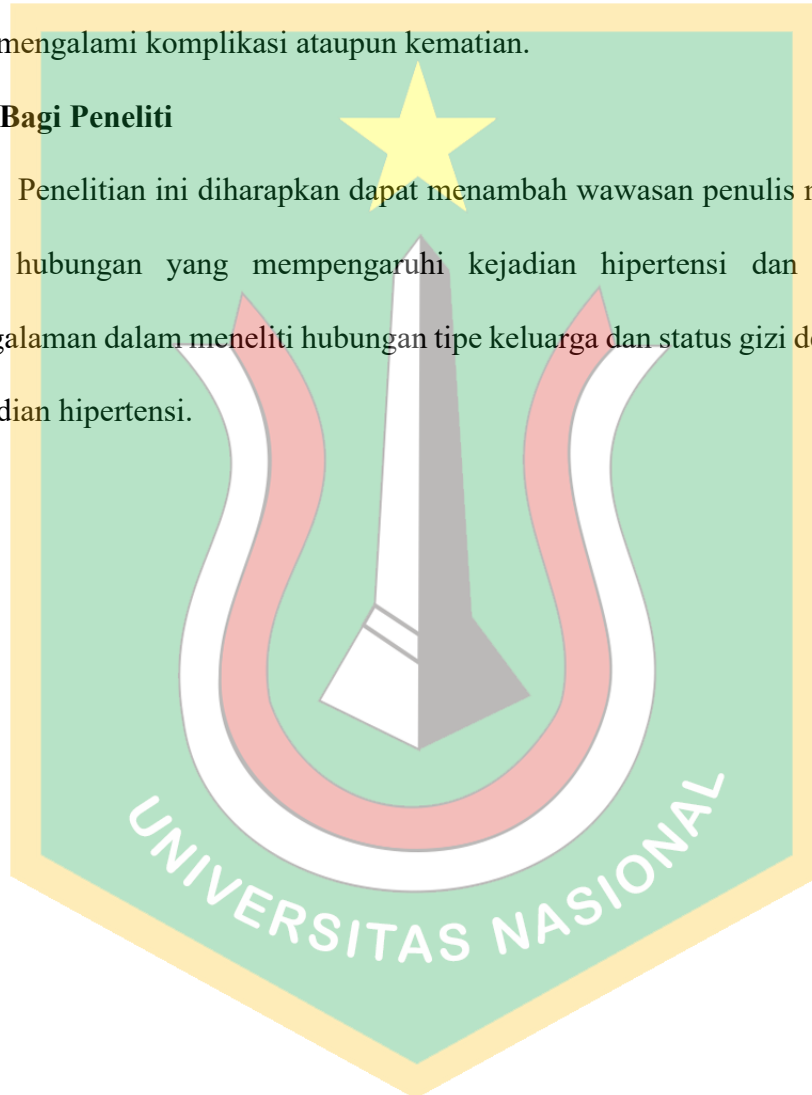 mengalami komplikasi ataupun kematian.
Bagi Peneliti
Penelitian ini diharapkan dapat menambah wawasan penulis
hubungan yang mempengaruhi kejadian hipertensi dan
galaman dalam meneliti hubungan tipe keluarga dan status gizi
dian hipertensi.
UNIVERSITAS NASIONAL